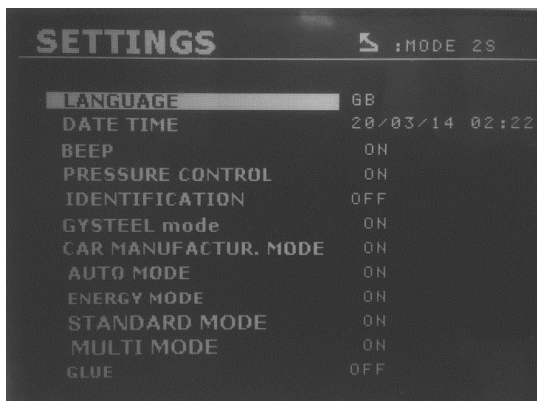 SETTINGS :MODE 2S
LANGUAGE GB
DATE TIME 20/03/14 02:22
BEEP ON
PRESSURE CONTROL ON
IDENTIFICATION OFF
GYSTEEL mode ON
CAR MANUFACTUR. MODE ON
AUTO MODE ON
ENERGY MODE ON
STANDARD MODE ON
MULTI MODE ON
GLUE OFF